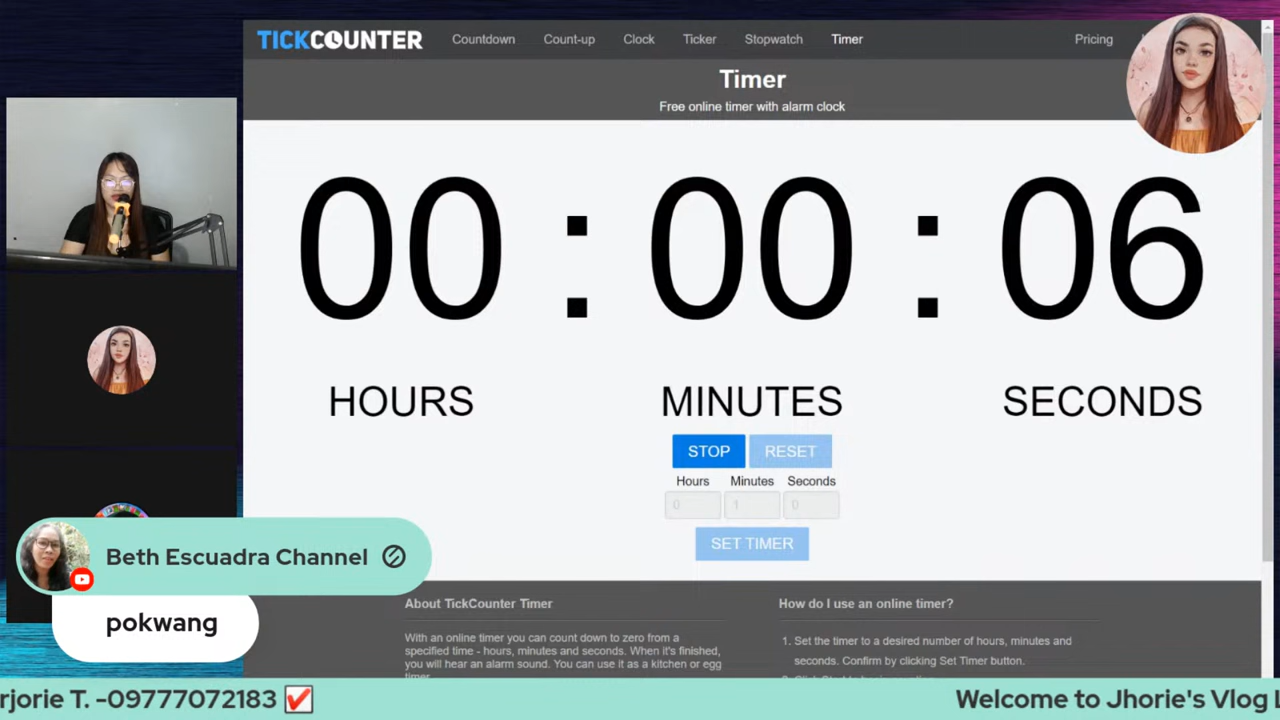 TICKCOUNTER Countdown Count-up Clock Ticker Stopwatch Timer Pricing
Timer
Free online timer with alarm clock
00 : 00 : 06
HOURS MINUTES SECONDS
STOP RESET
Hours Minutes Seconds
0 1 0
SET TIMER
Beth Escuadra Channel
pokwang
About TickCounter Timer
With an online timer you can count down to zero from a
specified time - hours, minutes and seconds. When it's finished,
you will hear an alarm sound. You can use it as a kitchen or egg
timer
How do I use an online timer?
1. Set the timer to a desired number of hours, minutes and
seconds. Confirm by clicking Set Timer button.
rjorie T. -09777072183 Welcome to Jhorie's Vlog L